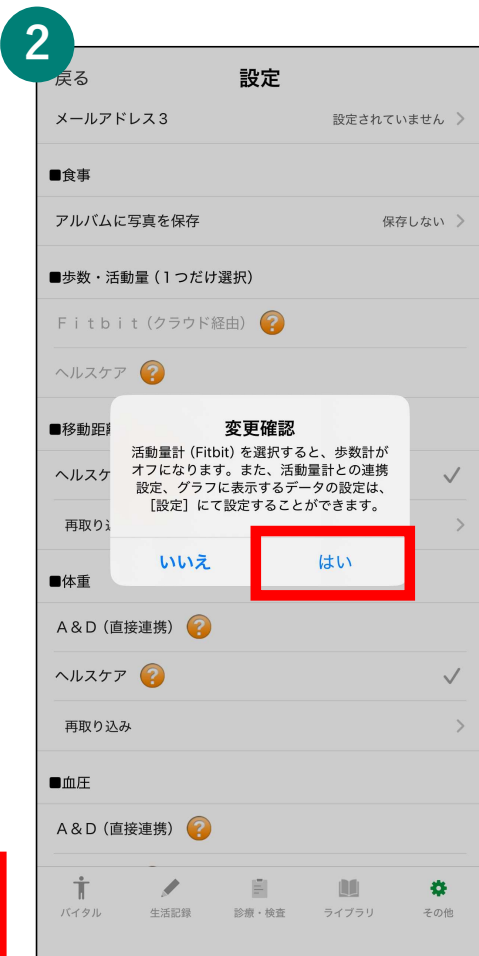 2
戻る 設定
メールアドレス3 設定されていません
■食事
アルバムに写真を保存 保存しない
■歩数・活動量(1つだけ選択)
Ｆｉｔｂｉｔ(クラウド経由) ?
ヘルスケア ?
■移動距
変更確認
活動量計(Fitbit)を選択すると、歩数計が
オフになります。また、活動量計との連携
設定、グラフに表示するデータの設定は、
[設定]にて設定することができます。
ヘルスケ
再取り
いいえ はい
■体重
A&D(直接連携) ?
ヘルスケア ?
再取り込み
■血圧
A&D(直接連携) ?
バイタル 生活記録 診療・検査 ライブラリ その他